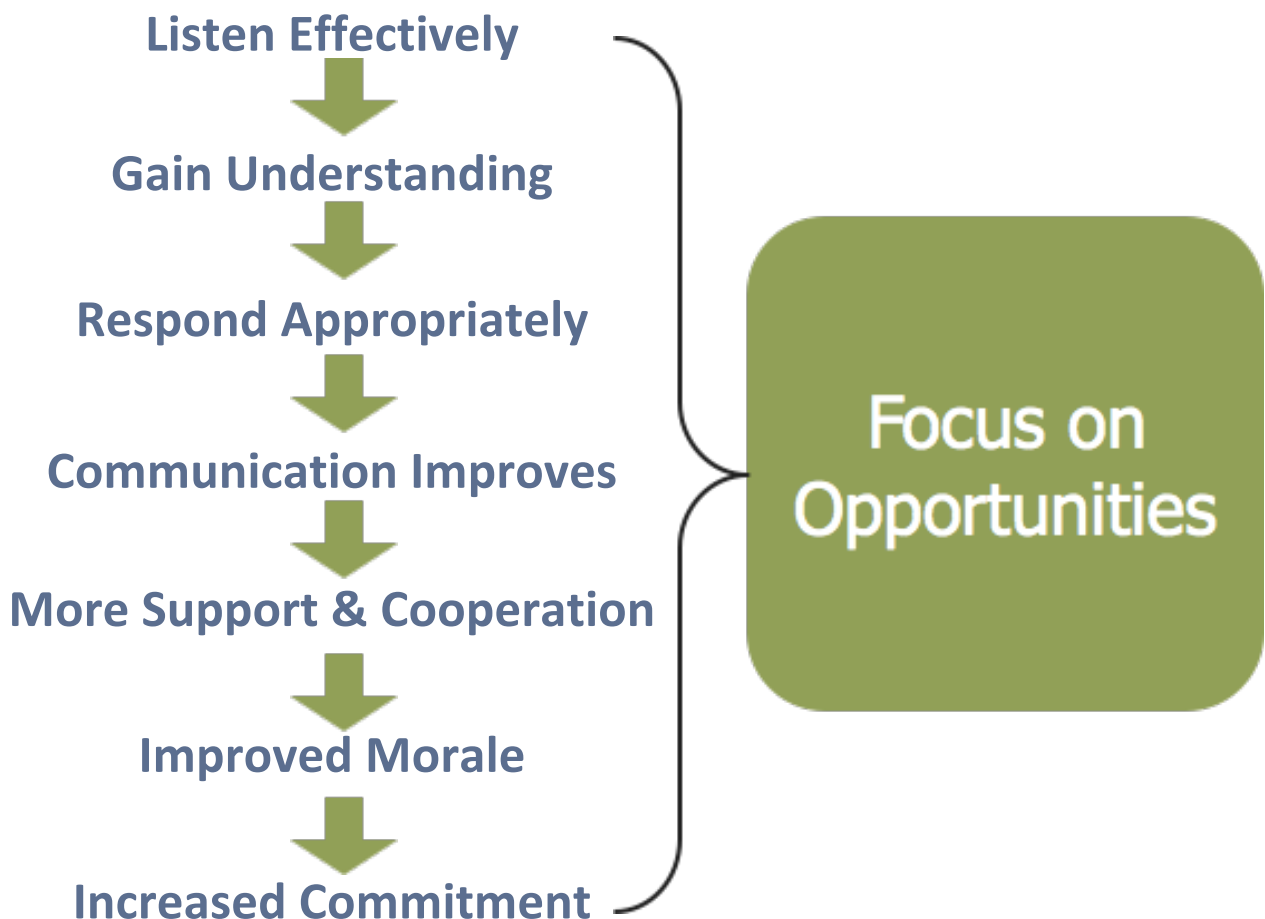 Listen Effectively
Gain Understanding
Respond Appropriately
Communication Improves
More Support & Cooperation
Improved Morale
Increased Commitment
Focus on
Opportunities